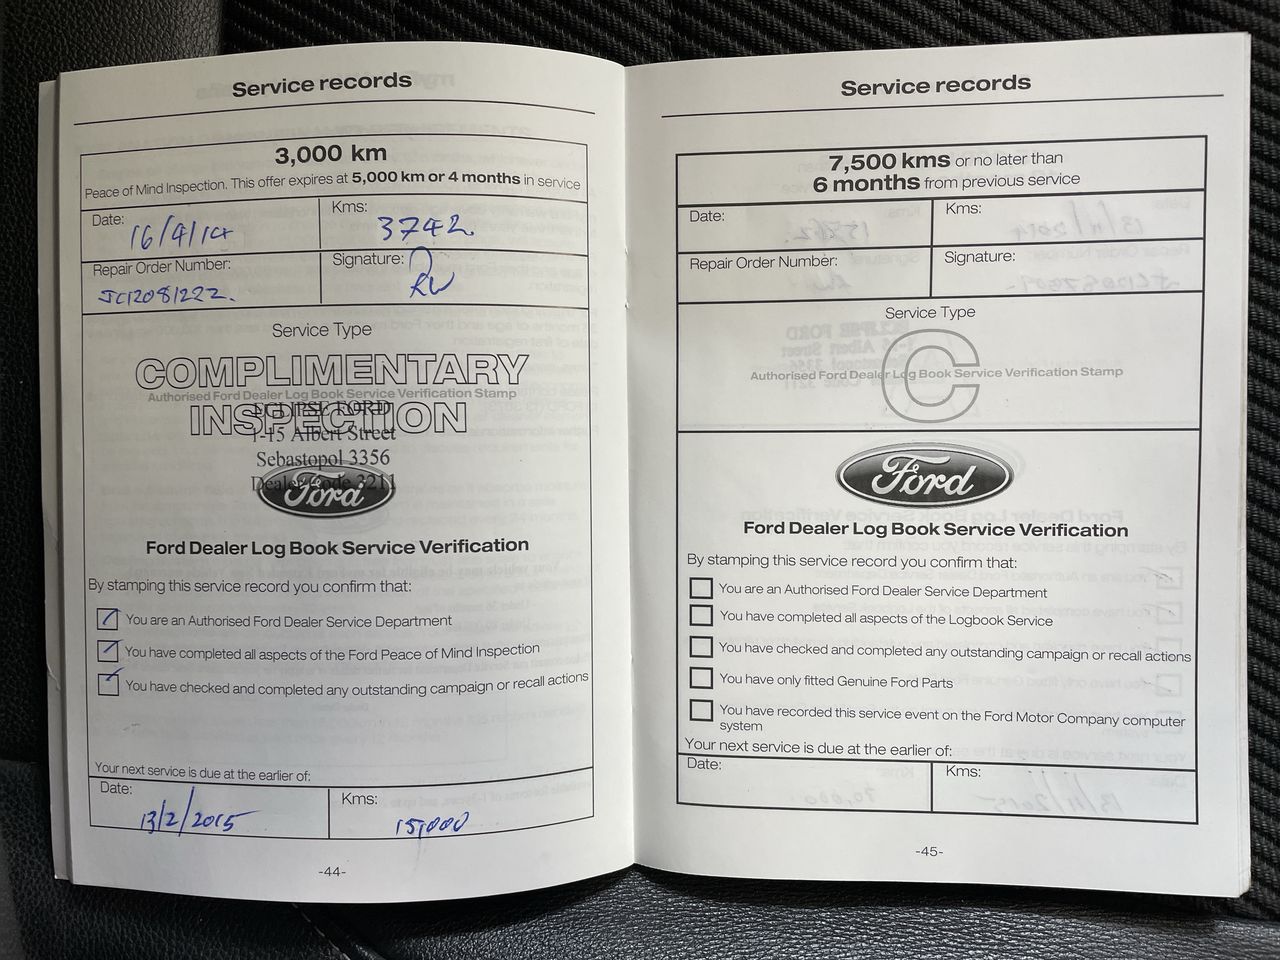 Service records
3,000 km
Peace of Mind Inspection. This offer expires at 5,000 km or 4 months in service
Date:
16/4/14
Kms:
3742
Repair Order Number:
JC12081222.
Signature:
Service Type
COMPLIMENTARY
Authorised Ford Dealer Log Book Service Verification Stamp
INSPECTION
ECLIPSE FORD
1-15 Albert Street
Sebastopol 3356
Dealer Code 3211
Ford
Ford Dealer Log Book Service Verification
By stamping this service record you confirm that:
You are an Authorised Ford Dealer Service Department
You have completed all aspects of the Ford Peace of Mind Inspection
You have checked and completed any outstanding campaign or recall actions
Your next service is due at the earlier of:
Date:
13/2/2015
Kms:
15,000
-44-
Service records
7,500 kms or no later than
6 months from previous service
Date:
Kms:
Repair Order Number:
Signature:
Service Type
C
Authorised Ford Dealer Log Book Service Verification Stamp
Ford
Ford Dealer Log Book Service Verification
By stamping this service record you confirm that:
You are an Authorised Ford Dealer Service Department
You have completed all aspects of the Logbook Service
You have checked and completed any outstanding campaign or recall actions
You have only fitted Genuine Ford Parts
You have recorded this service event on the Ford Motor Company computer
system
Your next service is due at the earlier of:
Date:
Kms:
-45-